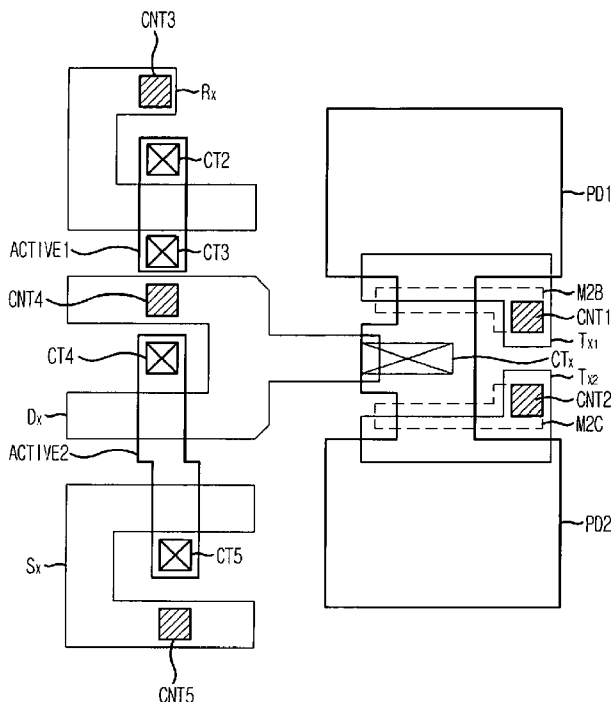 CNT3
Rx
CT2
PD1
ACTIVE1
CT3
M2B
CNT4
CNT1
Tx1
CT4
CTx
Tx2
CNT2
Dx
M2C
ACTIVE2
PD2
CT5
Sx
CNT5